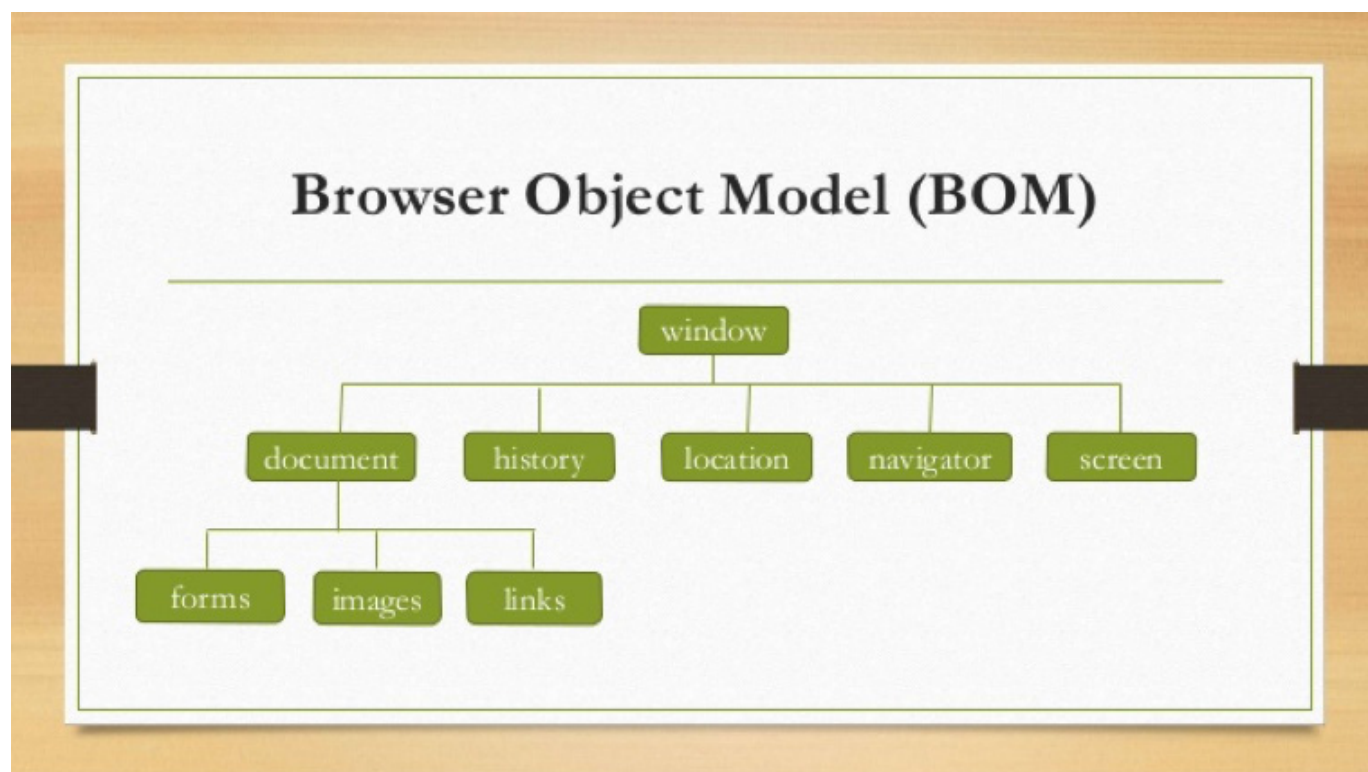 Browser Object Model (BOM)
window
document history location navigator screen
forms images links